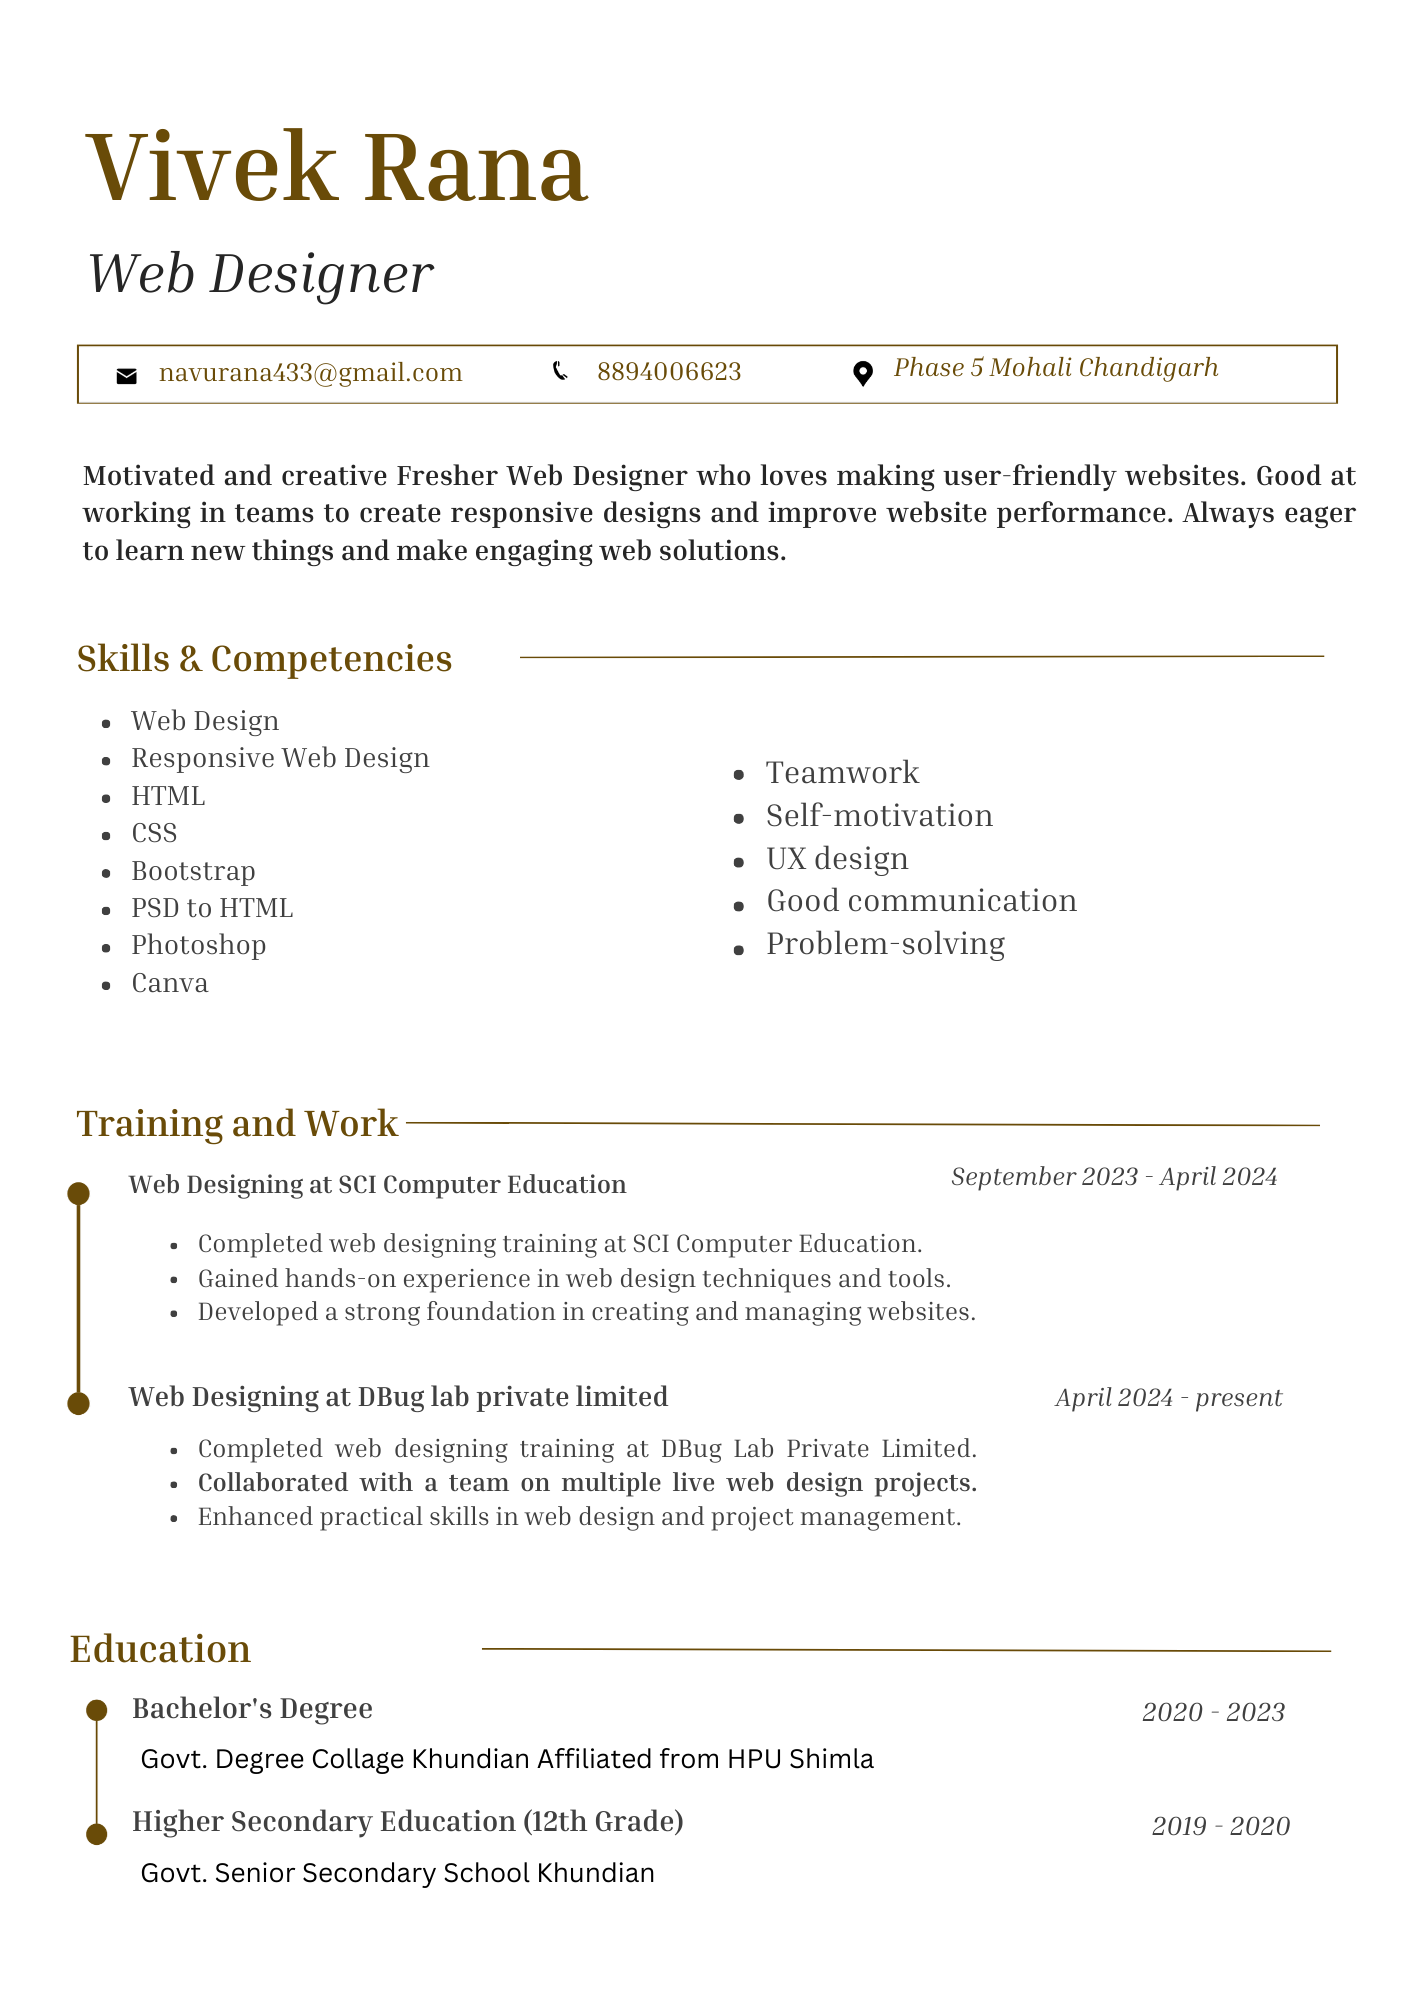 Vivek Rana
Web Designer
navurana433@gmail.com
8894006623
Phase 5 Mohali Chandigarh
Motivated and creative Fresher Web Designer who loves making user-friendly websites. Good at
working in teams to create responsive designs and improve website performance. Always eager
to learn new things and make engaging web solutions.
Skills & Competencies
• Web Design
• Responsive Web Design
• HTML
• CSS
• Bootstrap
• PSD to HTML
• Photoshop
• Canva
• Teamwork
• Self-motivation
• UX design
• Good communication
• Problem-solving
Training and Work
Web Designing at SCI Computer Education
September 2023 - April 2024
• Completed web designing training at SCI Computer Education.
• Gained hands-on experience in web design techniques and tools.
• Developed a strong foundation in creating and managing websites.
Web Designing at DBug lab private limited
April 2024 - present
• Completed web designing training at DBug Lab Private Limited.
• Collaborated with a team on multiple live web design projects.
• Enhanced practical skills in web design and project management.
Education
Bachelor's Degree
2020 - 2023
Govt. Degree Collage Khundian Affiliated from HPU Shimla
Higher Secondary Education (12th Grade)
2019 - 2020
Govt. Senior Secondary School Khundian